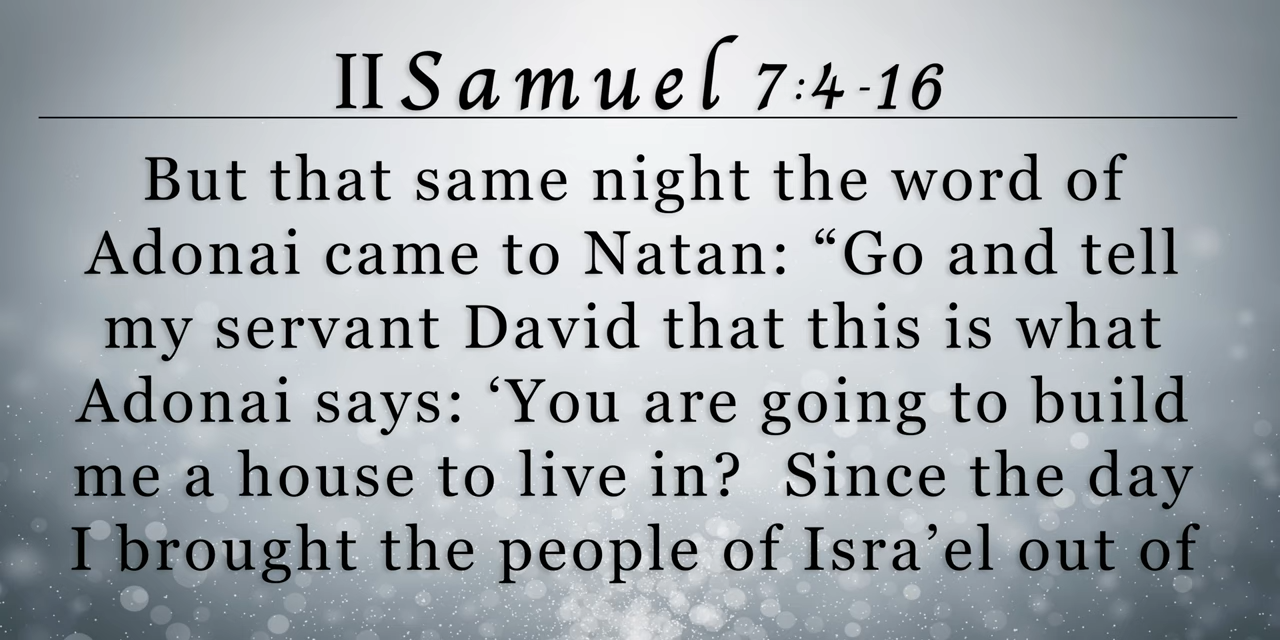 II Samuel 7:4-16
But that same night the word of
Adonai came to Natan: “Go and tell
my servant David that this is what
Adonai says: ‘You are going to build
me a house to live in?  Since the day
I brought the people of Isra’el out of